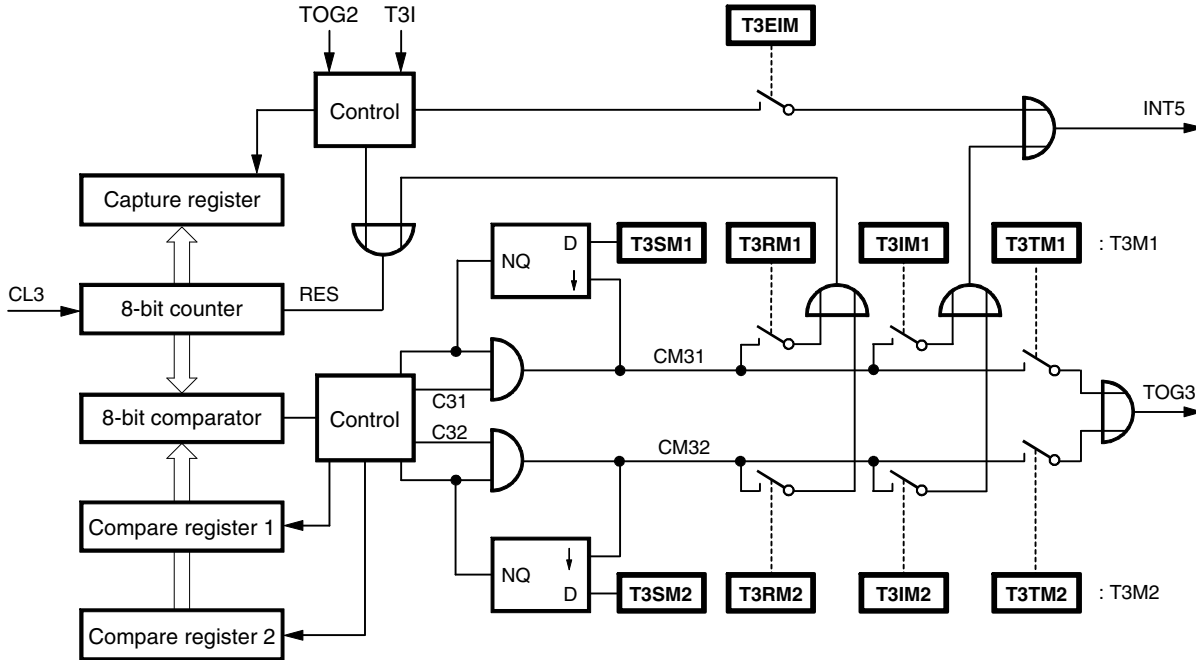 TOG2 T3I
T3EIM
Control
INT5
Capture register
D
T3SM1
T3RM1
T3IM1
T3TM1
: T3M1
NQ
CL3
8-bit counter
RES
CM31
8-bit comparator
Control
C31
C32
TOG3
CM32
Compare register 1
NQ
D
T3SM2
T3RM2
T3IM2
T3TM2
: T3M2
Compare register 2